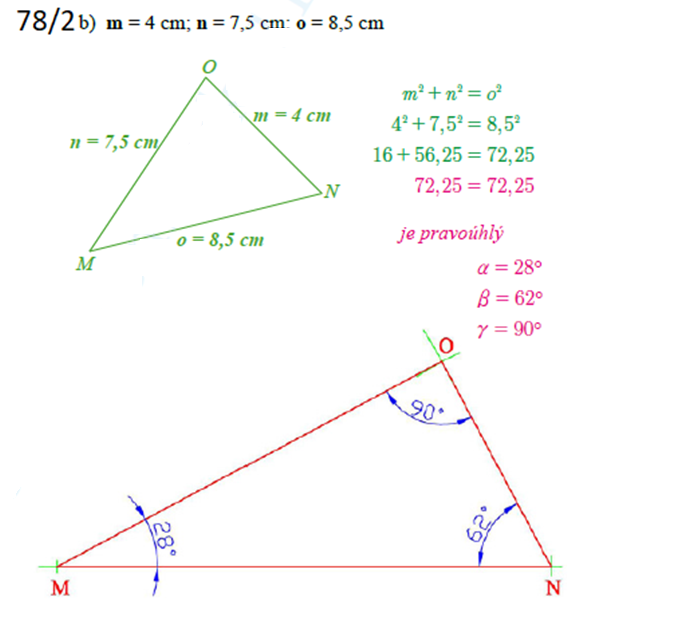 78/2 b) m = 4 cm; n = 7,5 cm: o = 8,5 cm
O
m = 4 cm
n = 7,5 cm
N
o = 8,5 cm
M
m² + n² = o²
4² + 7,5² = 8,5²
16 + 56,25 = 72,25
72,25 = 72,25
je pravoúhlý
α = 28°
β = 62°
γ = 90°
O
90°
28°
62°
M
N